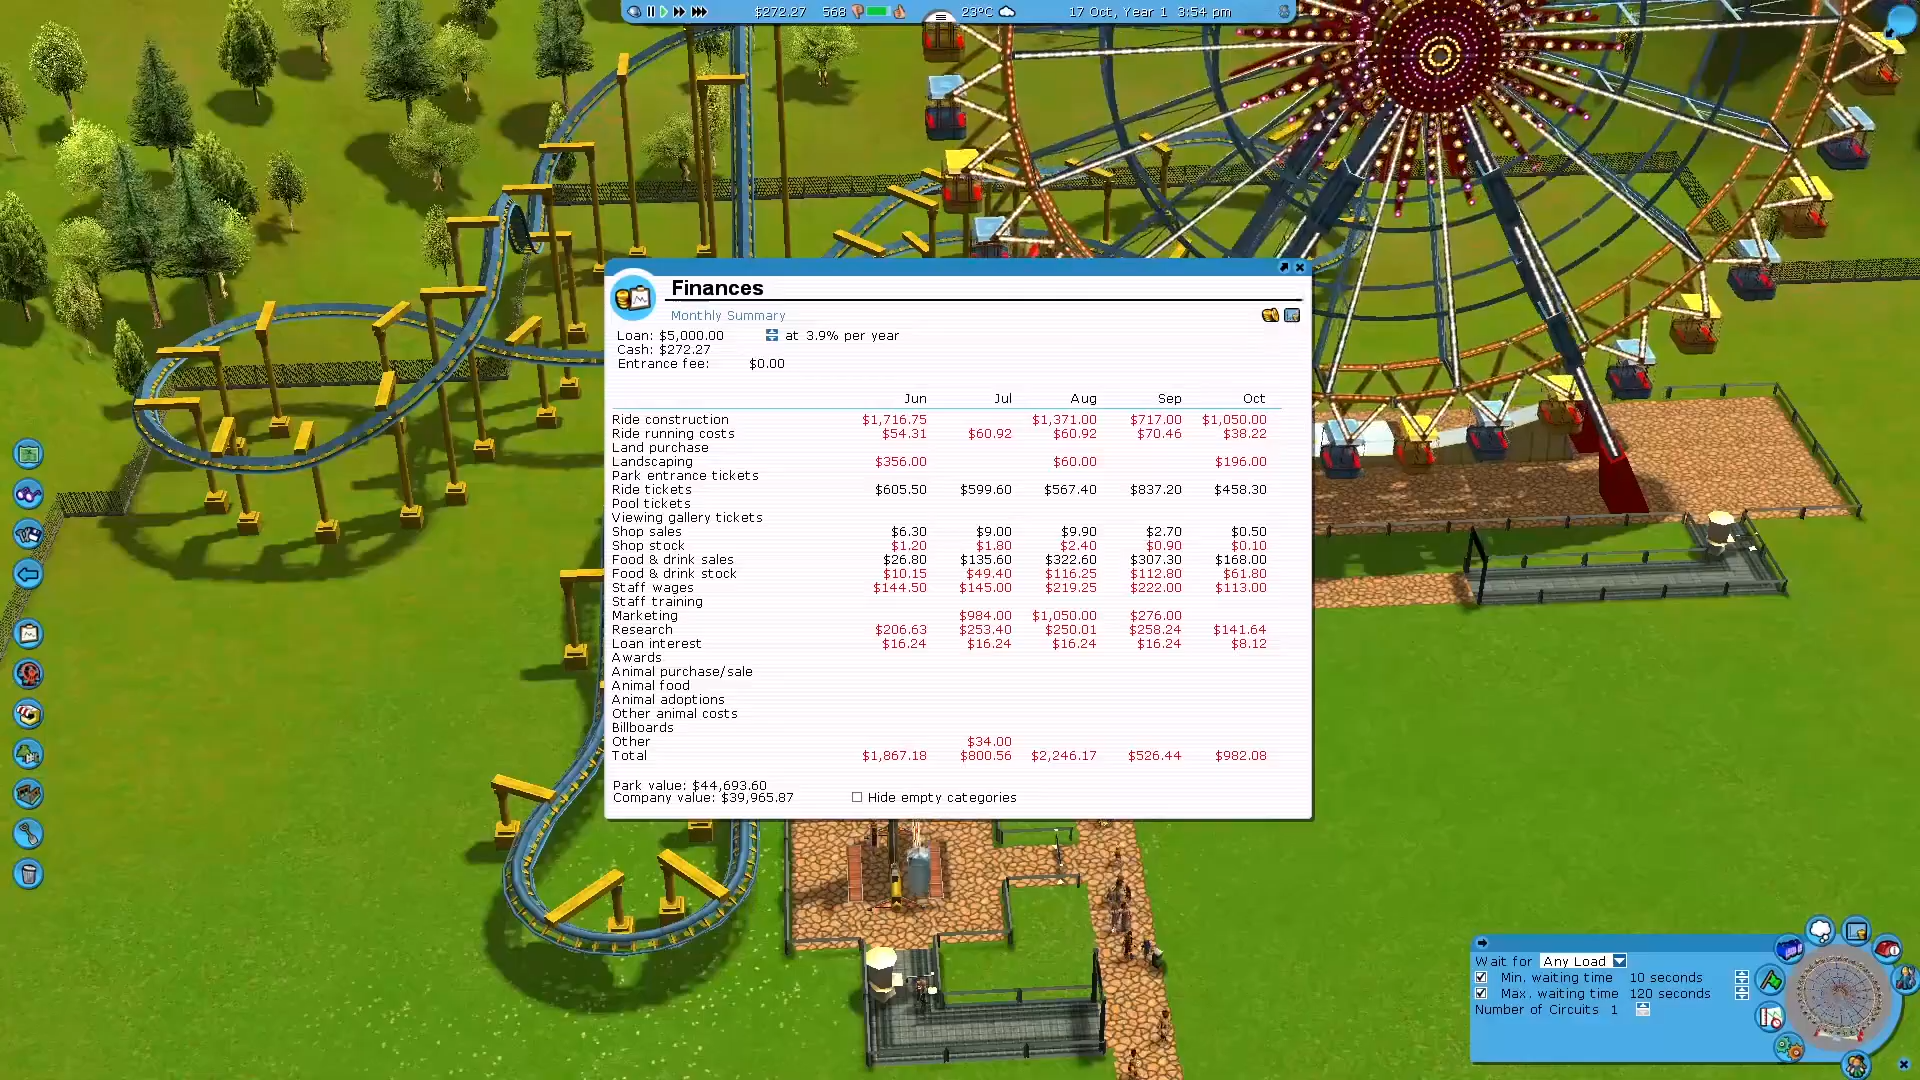 $272.27 568 23ºC 17 Oct, Year 1 3:54 pm
Finances
Monthly Summary
Loan: $5,000.00 at 3.9% per year
Cash: $272.27
Entrance fee: $0.00
Jun Jul Aug Sep Oct
Ride construction $1,716.75 $1,371.00 $717.00 $1,050.00
Ride running costs $54.31 $60.92 $60.92 $70.46 $38.22
Land purchase
Landscaping $356.00 $60.00 $196.00
Park entrance tickets
Ride tickets $605.50 $599.60 $567.40 $837.20 $458.30
Pool tickets
Viewing gallery tickets
Shop sales $6.30 $9.00 $9.90 $2.70 $0.50
Shop stock $1.20 $1.80 $2.40 $0.90 $0.10
Food & drink sales $26.80 $135.60 $322.60 $307.30 $168.00
Food & drink stock $10.15 $49.40 $116.25 $112.80 $61.80
Staff wages $144.50 $145.00 $219.25 $222.00 $113.00
Staff training
Marketing $984.00 $1,050.00 $276.00
Research $206.63 $253.40 $250.01 $258.24 $141.64
Loan interest $16.24 $16.24 $16.24 $16.24 $8.12
Awards
Animal purchase/sale
Animal food
Animal adoptions
Other animal costs
Billboards
Other $34.00
Total $1,867.18 $800.56 $2,246.17 $526.44 $982.08
Park value: $44,693.60
Company value: $39,965.87 Hide empty categories
Wait for Any Load
Min. waiting time 10 seconds
Max. waiting time 120 seconds
Number of Circuits 1